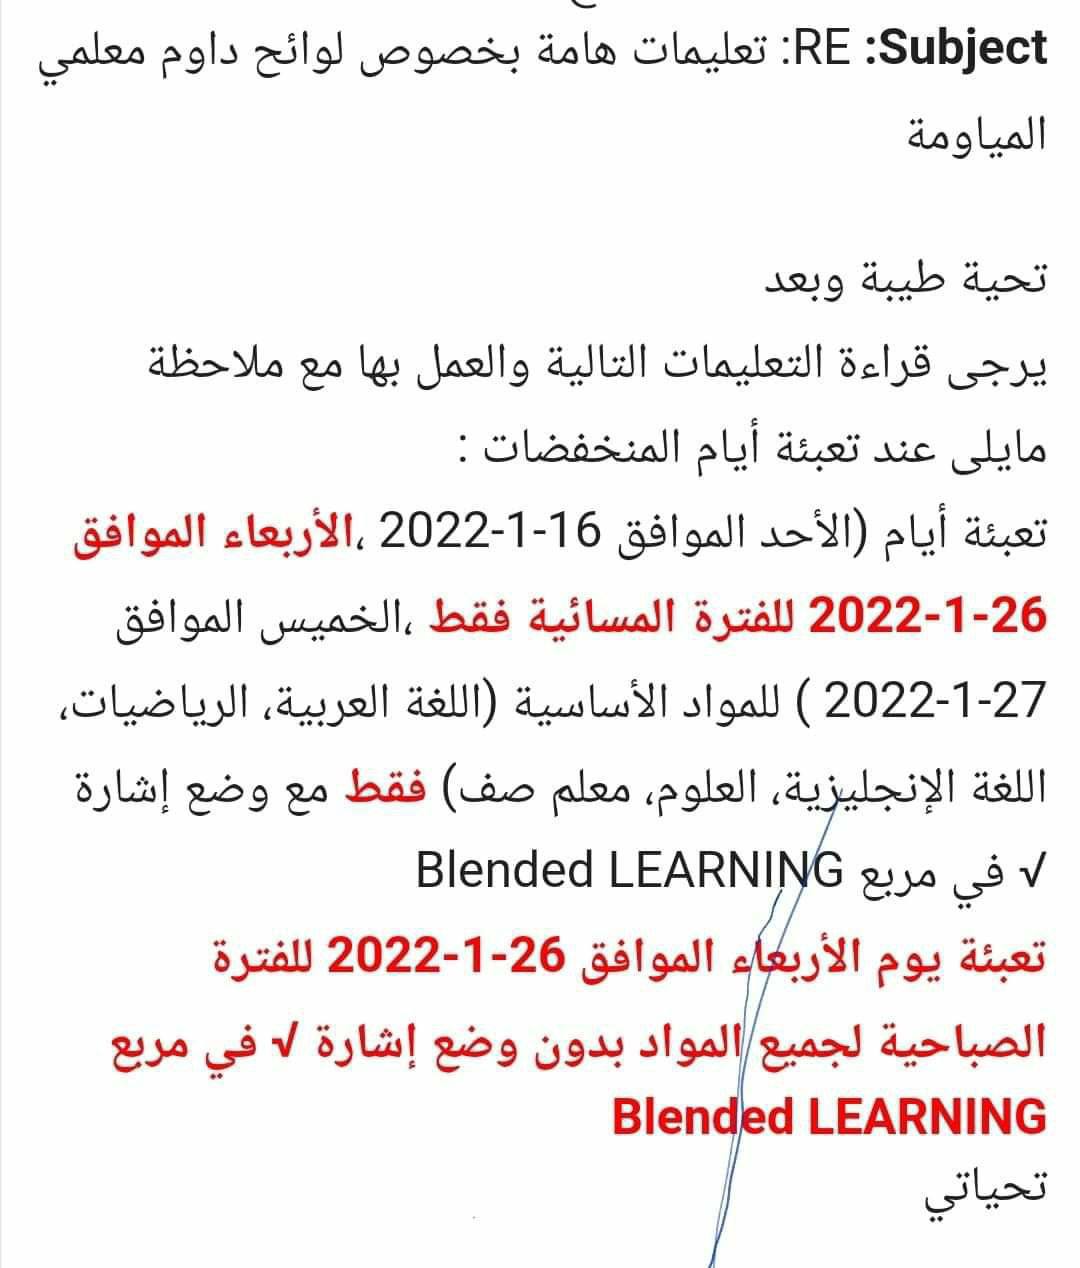 Subject: RE: تعليمات هامة بخصوص لوائح داوم معلمي
المياومة
تحية طيبة وبعد
يرجى قراءة التعليمات التالية والعمل بها مع ملاحظة
مايلى عند تعبئة أيام المنخفضات :
تعبئة أيام (الأحد الموافق 16-1-2022 ،الأربعاء الموافق
26-1-2022 للفترة المسائية فقط ،الخميس الموافق
27-1-2022 ) للمواد الأساسية (اللغة العربية، الرياضيات،
اللغة الإنجليزية، العلوم، معلم صف) فقط مع وضع إشارة
√ في مربع Blended LEARNING
تعبئة يوم الأربعاء الموافق 26-1-2022 للفترة
الصباحية لجميع المواد بدون وضع إشارة √ في مربع
Blended LEARNING
تحياتي